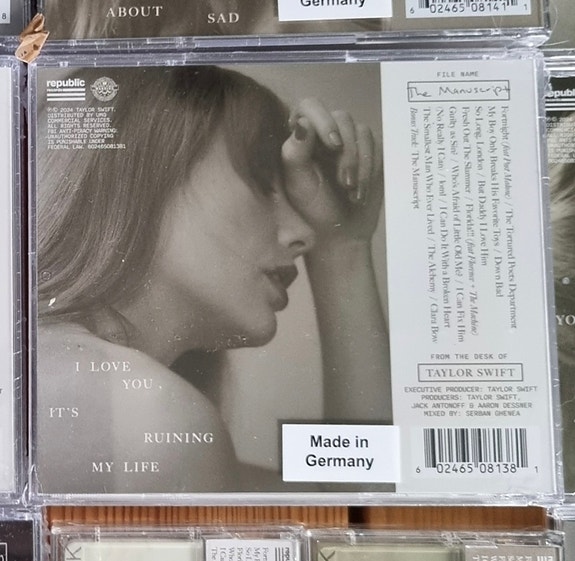 ABOUT
SAD
Germany
6 02465 08141 1
republic
RECORDS
℗© 2024 TAYLOR SWIFT.
DISTRIBUTED BY UMG
COMMERCIAL SERVICES.
ALL RIGHTS RESERVED.
FBI ANTI-PIRACY WARNING:
UNAUTHORIZED COPYING
IS PUNISHABLE UNDER
FEDERAL LAW. 602465081381
FILE NAME
The Manuscript
Fortnight (feat. Post Malone) / The Tortured Poets Department
My Boy Only Breaks His Favorite Toys / Down Bad
So Long, London / But Daddy I Love Him
Fresh Out The Slammer / Florida!!! (feat. Florence + The Machine)
Guilty as Sin? / Who's Afraid of Little Old Me? / I Can Fix Him
(No Really I Can) / loml / I Can Do It With a Broken Heart
The Smallest Man Who Ever Lived / The Alchemy / Clara Bow
Bonus Track: The Manuscript
FROM THE DESK OF
TAYLOR SWIFT
EXECUTIVE PRODUCER: TAYLOR SWIFT
PRODUCERS: TAYLOR SWIFT,
JACK ANTONOFF & AARON DESSNER
MIXED BY: SERBAN GHENEA
I LOVE
YOU,
IT'S
RUINING
MY LIFE
Made in
Germany
6 02465 08138 1
YO